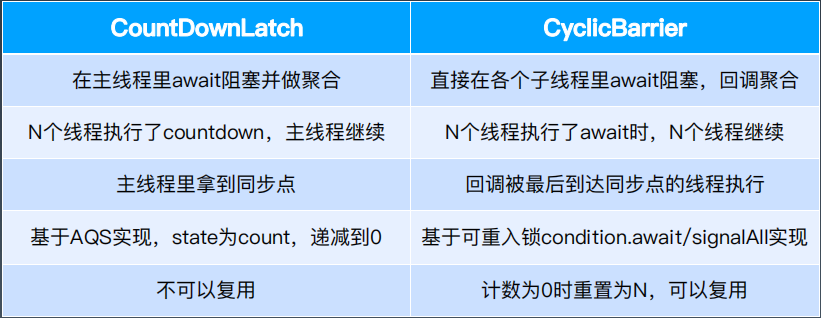 CountDownLatch CyclicBarrier
在主线程里await阻塞并做聚合 直接在各个子线程里await阻塞，回调聚合
N个线程执行了countdown，主线程继续 N个线程执行了await时，N个线程继续
主线程里拿到同步点 回调被最后到达同步点的线程执行
基于AQS实现，state为count，递减到0 基于可重入锁condition.await/signalAll实现
不可以复用 计数为0时重置为N，可以复用